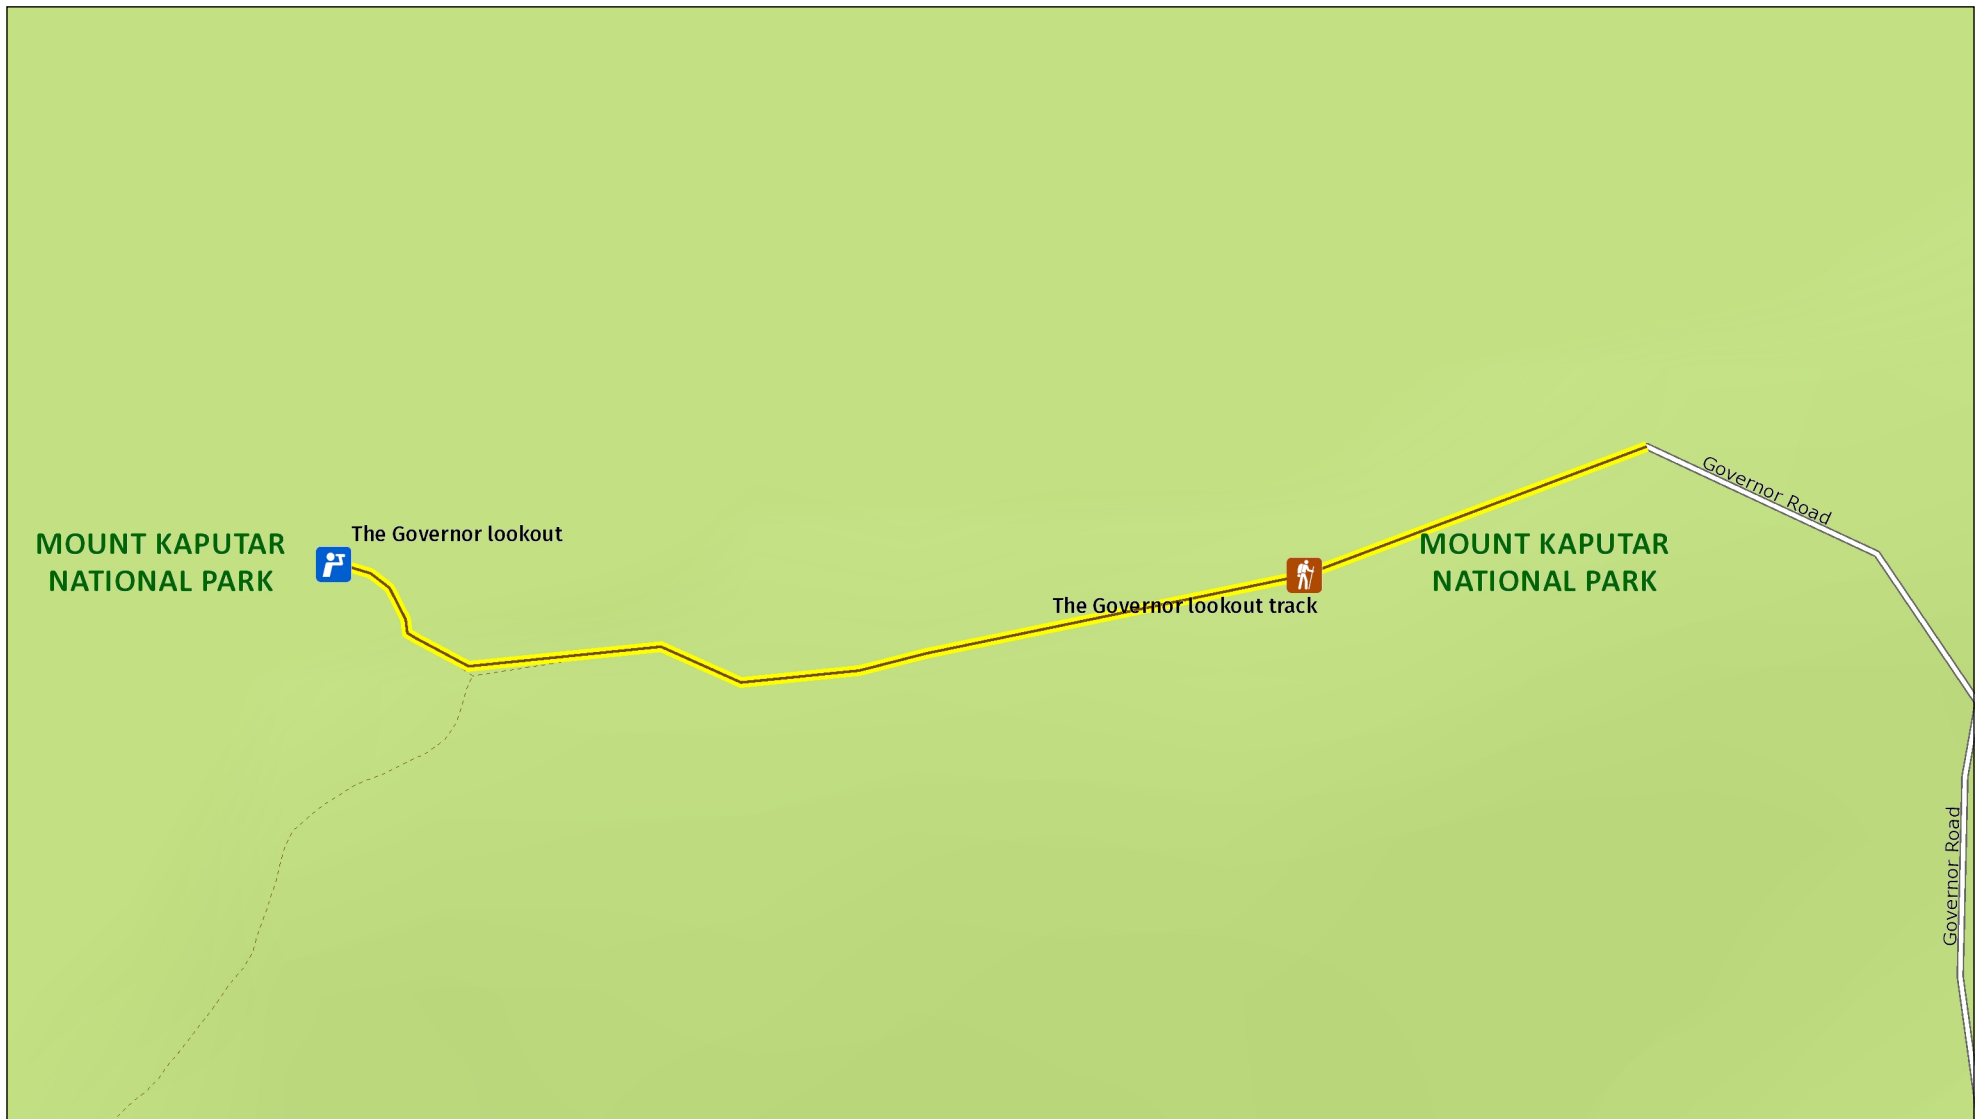 Governor Road
The Governor lookout
MOUNT KAPUTAR
NATIONAL PARK
MOUNT KAPUTAR
NATIONAL PARK
The Governor lookout track
Governor Road